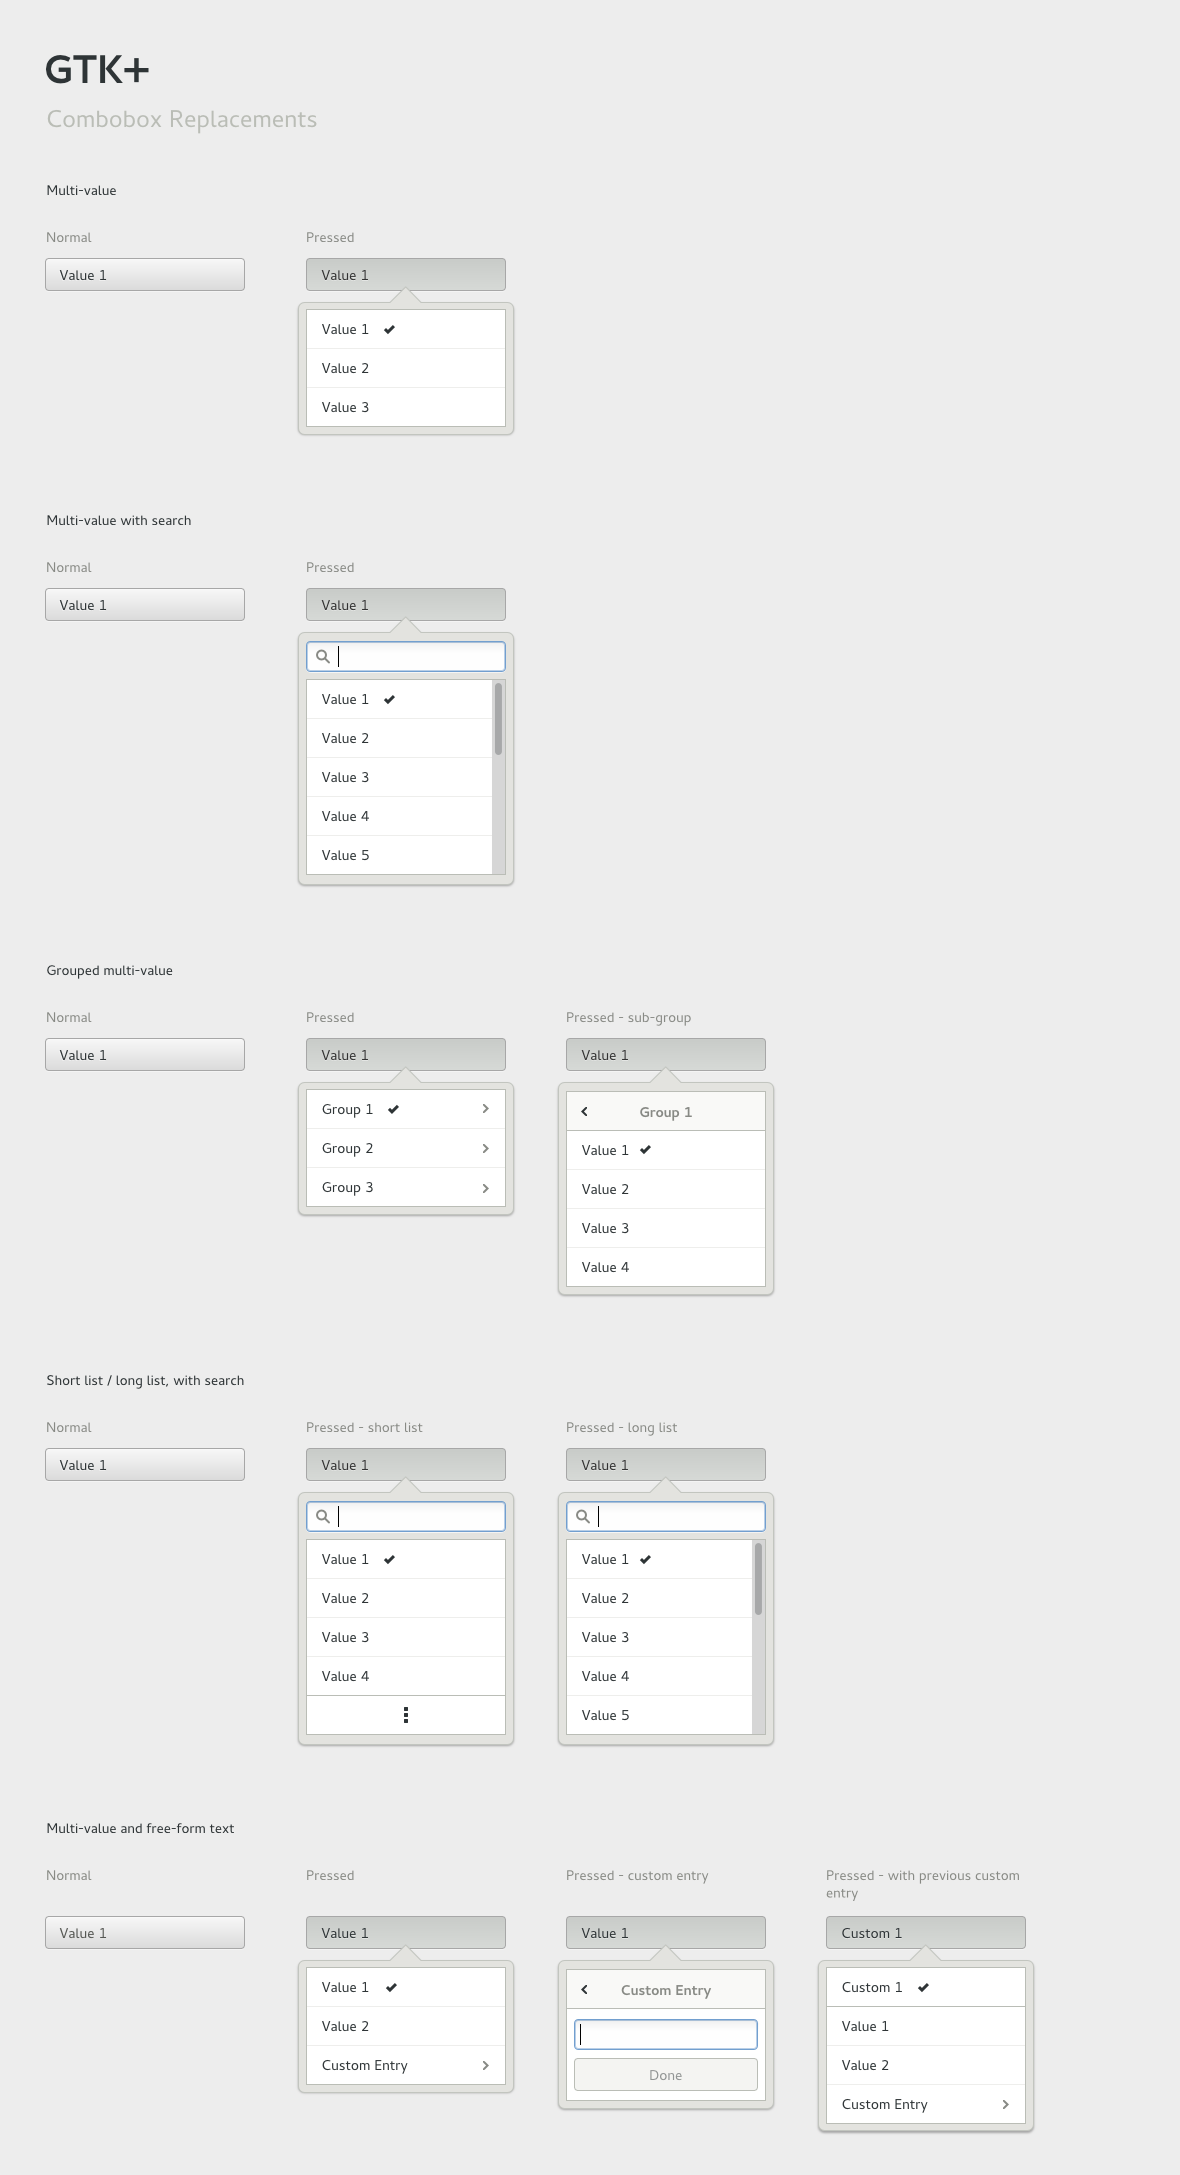 GTK+
Combobox Replacements
Multi-value
Normal
Pressed
Value 1
Value 1
Value 1
Value 2
Value 3
Multi-value with search
Normal
Pressed
Value 1
Value 1
Value 1
Value 2
Value 3
Value 4
Value 5
Grouped multi-value
Normal
Pressed
Pressed - sub-group
Value 1
Value 1
Value 1
Group 1
Group 2
Group 3
Group 1
Value 1
Value 2
Value 3
Value 4
Short list / long list, with search
Normal
Pressed - short list
Pressed - long list
Value 1
Value 1
Value 1
Value 1
Value 2
Value 3
Value 4
Value 1
Value 2
Value 3
Value 4
Value 5
Multi-value and free-form text
Normal
Pressed
Pressed - custom entry
Pressed - with previous custom
entry
Value 1
Value 1
Value 1
Custom 1
Value 1
Value 2
Custom Entry
Custom Entry
Done
Custom 1
Value 1
Value 2
Custom Entry